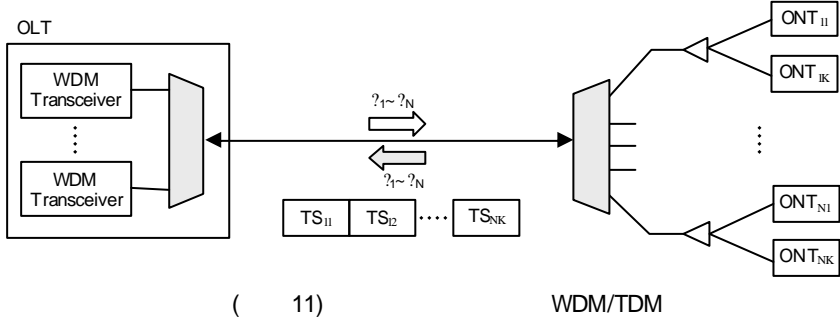 OLT
WDM
Transceiver
WDM
Transceiver
?1~ ?N
?1~ ?N
TS11
TS12
TSNK
ONT11
ONT1K
ONTN1
ONTNK
( 11) WDM/TDM